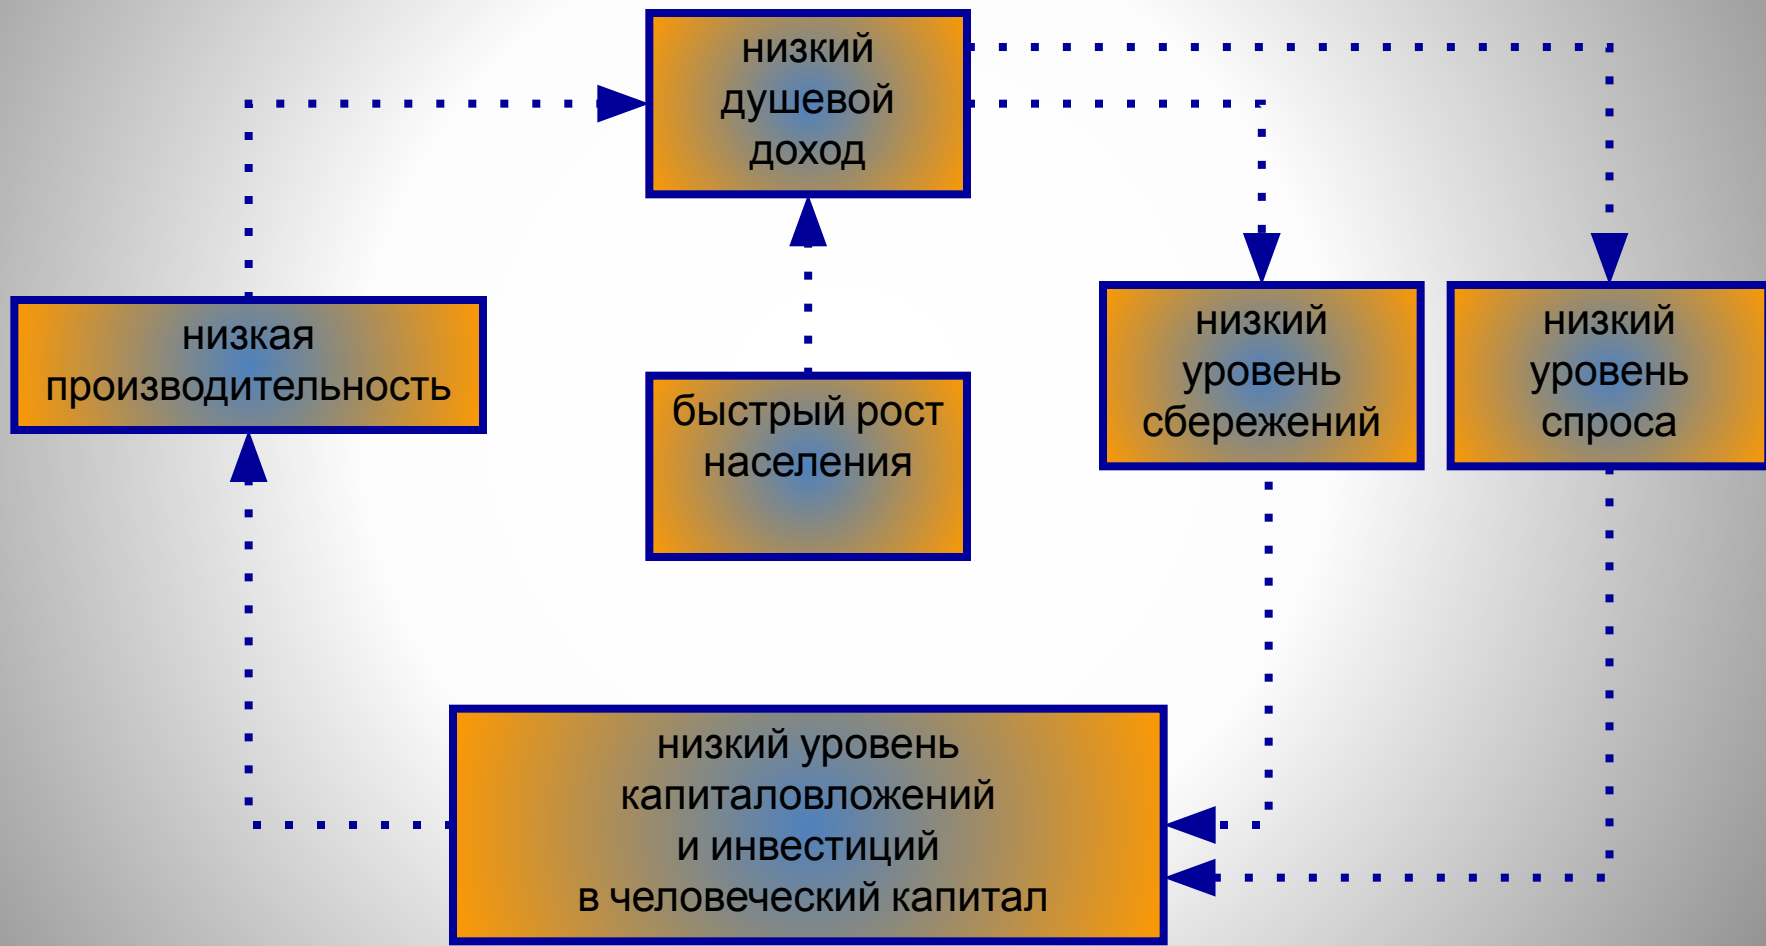 низкий
душевой
доход
низкая
производительность
быстрый рост
населения
низкий
уровень
сбережений
низкий
уровень
спроса
низкий уровень
капиталовложений
и инвестиций
в человеческий капитал